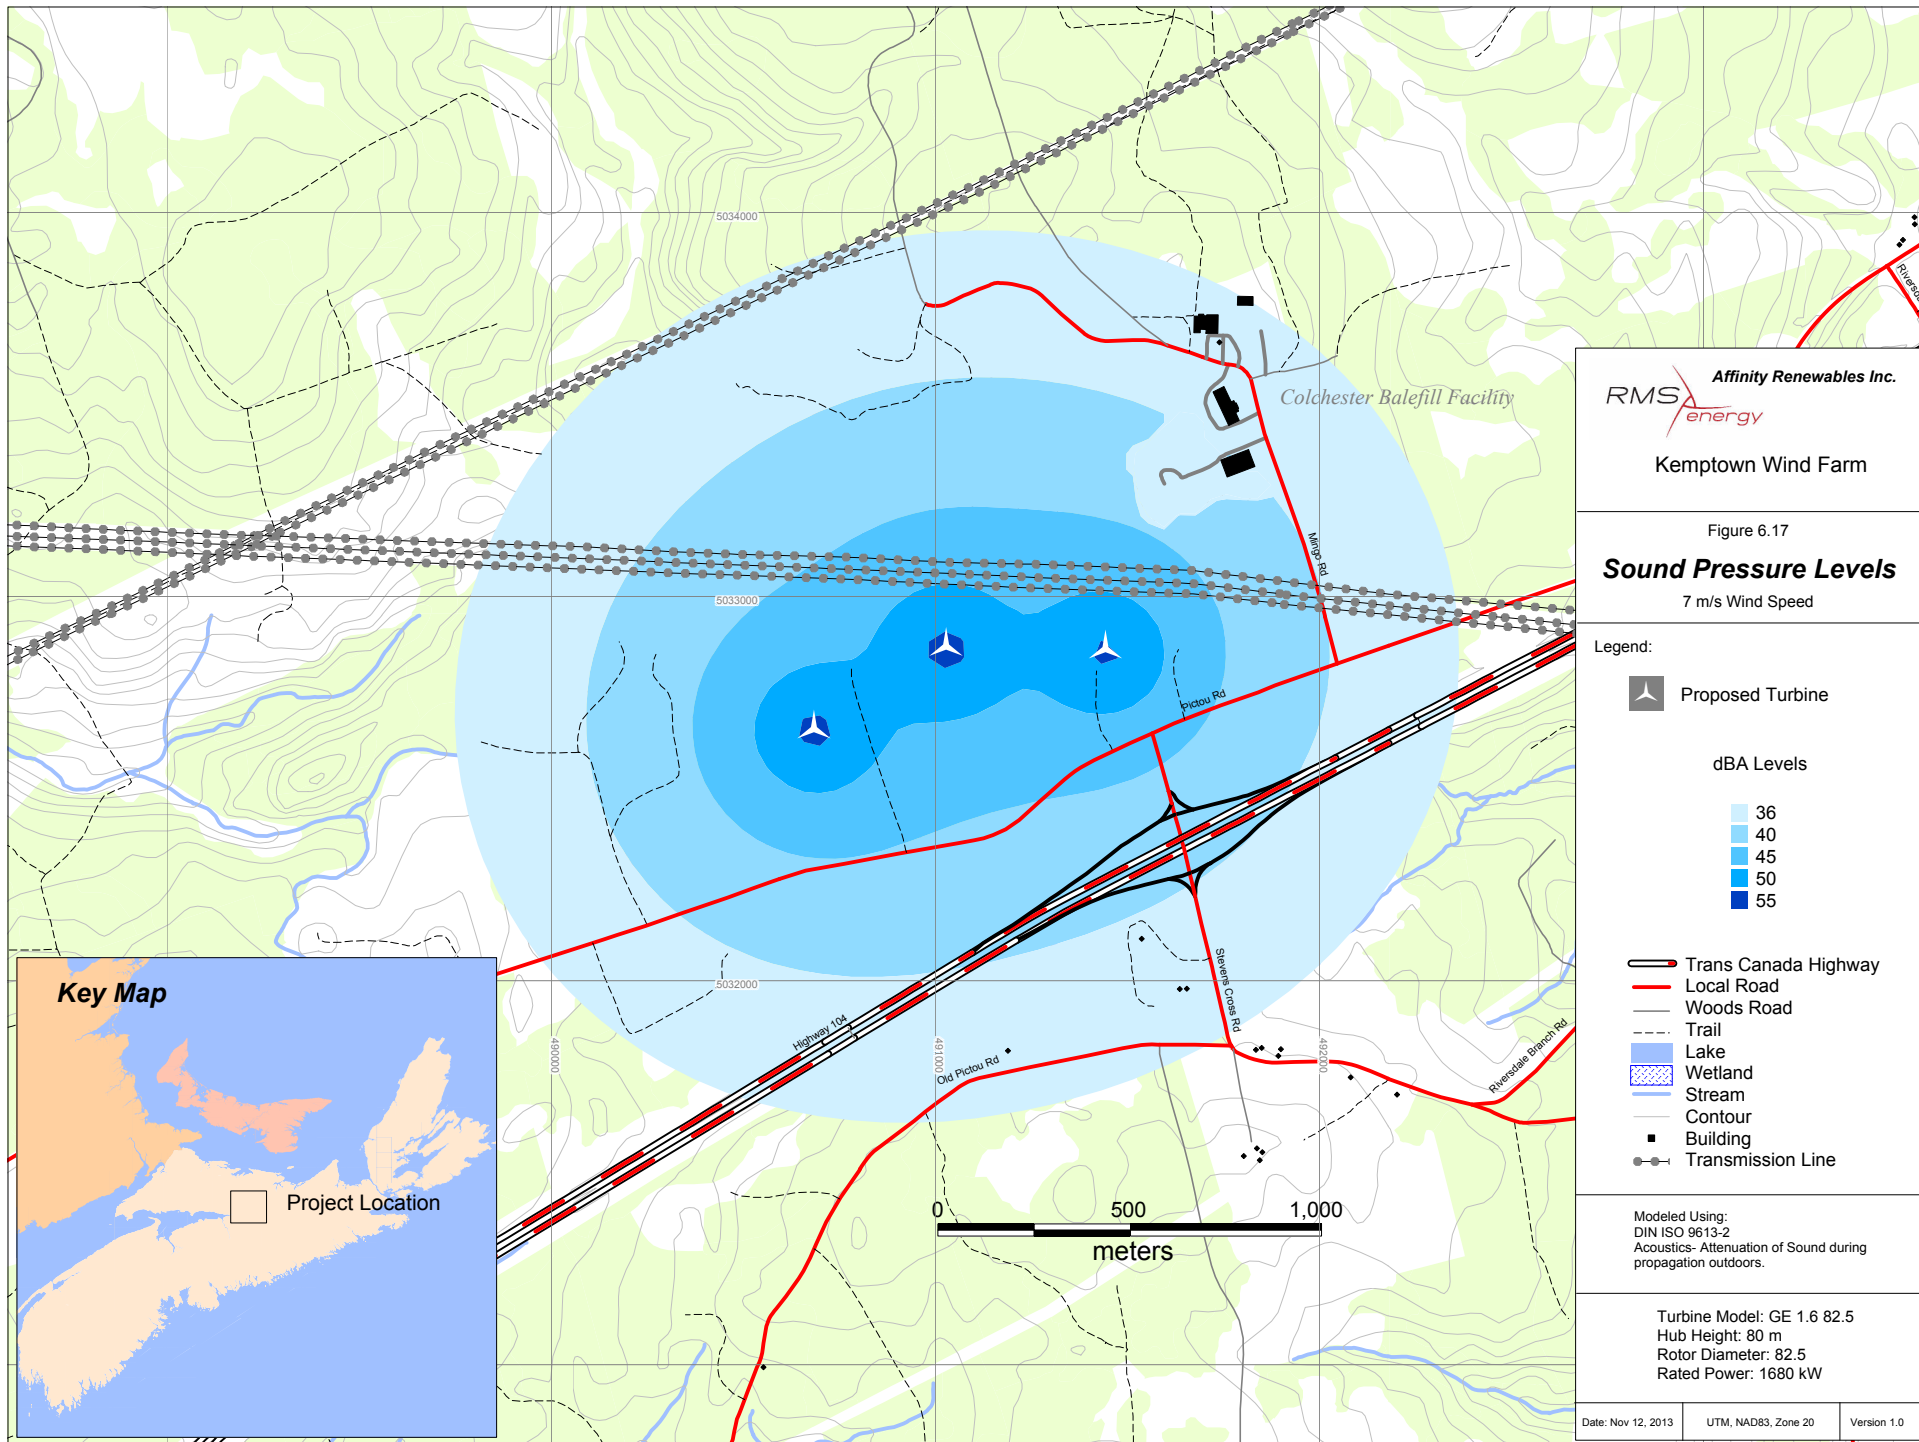 5034000
Colchester Balefill Facility
Mingo Rd
5033000
Pictou Rd
Stevens Cross Rd
5032000
Highway 104
490000
491000
492000
Old Pictou Rd
Riversdale Branch Rd
0 500 1,000
meters
Key Map
Project Location
RMS energy
Affinity Renewables Inc.
Kemptown Wind Farm
Figure 6.17
Sound Pressure Levels
7 m/s Wind Speed
Legend:
Proposed Turbine
dBA Levels
36
40
45
50
55
Trans Canada Highway
Local Road
Woods Road
Trail
Lake
Wetland
Stream
Contour
Building
Transmission Line
Modeled Using:
DIN ISO 9613-2
Acoustics- Attenuation of Sound during
propagation outdoors.
Turbine Model: GE 1.6 82.5
Hub Height: 80 m
Rotor Diameter: 82.5
Rated Power: 1680 kW
Date: Nov 12, 2013
UTM, NAD83, Zone 20
Version 1.0